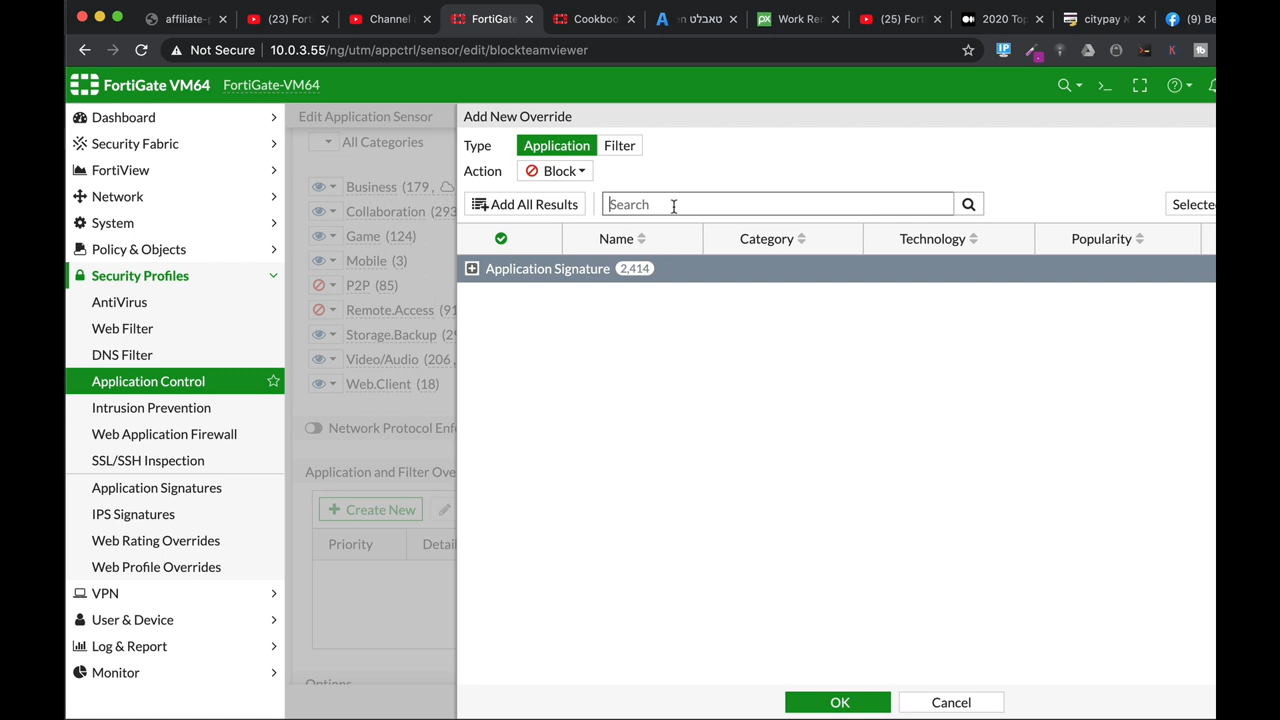 affiliate-p
(23) Forti
Channel
FortiGate
Cookboo
טאבלט en
Work Re
(25) Forti
2020 Top
citypay
(9) Be
Not Secure
10.0.3.55/ng/utm/appctrl/sensor/edit/blockteamviewer
FortiGate VM64
FortiGate-VM64
Dashboard
Security Fabric
FortiView
Network
System
Policy & Objects
Security Profiles
AntiVirus
Web Filter
DNS Filter
Application Control
Intrusion Prevention
Web Application Firewall
SSL/SSH Inspection
Application Signatures
IPS Signatures
Web Rating Overrides
Web Profile Overrides
VPN
User & Device
Log & Report
Monitor
Edit Application Sensor
All Categories
Business (179,
Collaboration (293
Game (124)
Mobile (3)
P2P (85)
Remote.Access (91
Storage.Backup (29
Video/Audio (206,
Web.Client (18)
Network Protocol Enf
Application and Filter Ove
Create New
Priority
Detail
Options
Add New Override
Type
Application
Filter
Action
Block
Add All Results
Search
Selected
Name
Category
Technology
Popularity
Application Signature 2,414
OK
Cancel